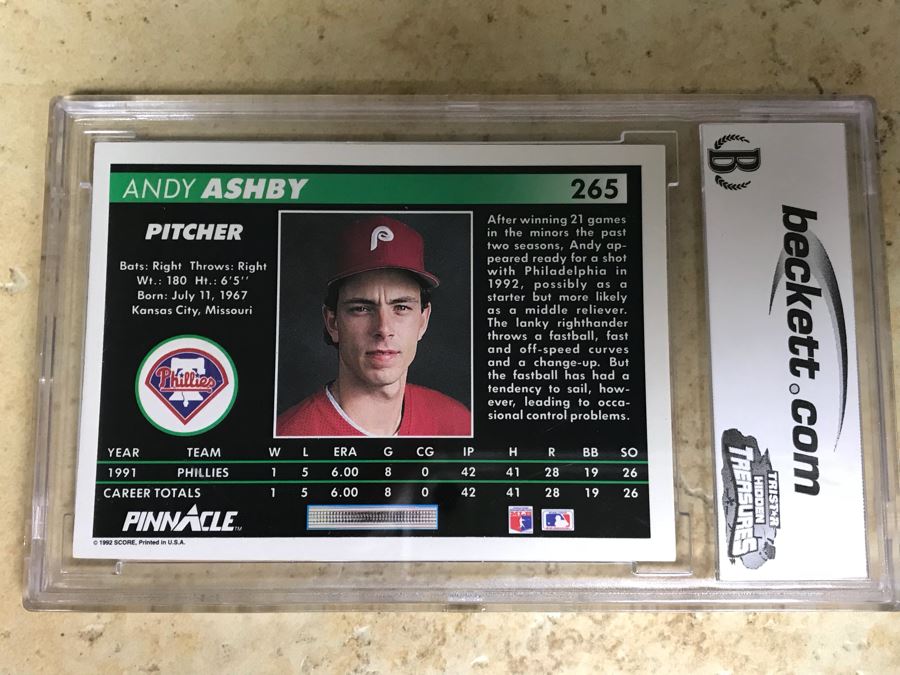 ANDY ASHBY 265
PITCHER
Bats: Right Throws: Right
Wt.: 180 Ht.: 6'5''
Born: July 11, 1967
Kansas City, Missouri
Phillies
P
After winning 21 games
in the minors the past
two seasons, Andy ap-
peared ready for a shot
with Philadelphia in
1992, possibly as a
starter but more likely
as a middle reliever.
The lanky righthander
throws a fastball, fast
and off-speed curves
and a change-up. But
the fastball has had a
tendency to sail, how-
ever, leading to occa-
sional control problems.
YEAR TEAM W L ERA G CG IP H R BB SO
1991 PHILLIES 1 5 6.00 8 0 42 41 28 19 26
CAREER TOTALS 1 5 6.00 8 0 42 41 28 19 26
PINNACLE™
© 1992 SCORE, Printed in U.S.A.
B
beckett.com
TRISTAR
HIDDEN
TREASURES